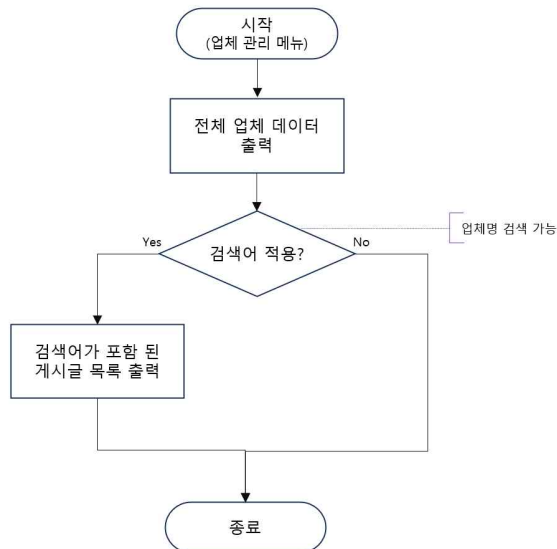 시작
(업체 관리 메뉴)
전체 업체 데이터
출력
업체명 검색 가능
Yes
검색어 적용?
No
검색어가 포함 된
게시글 목록 출력
종료